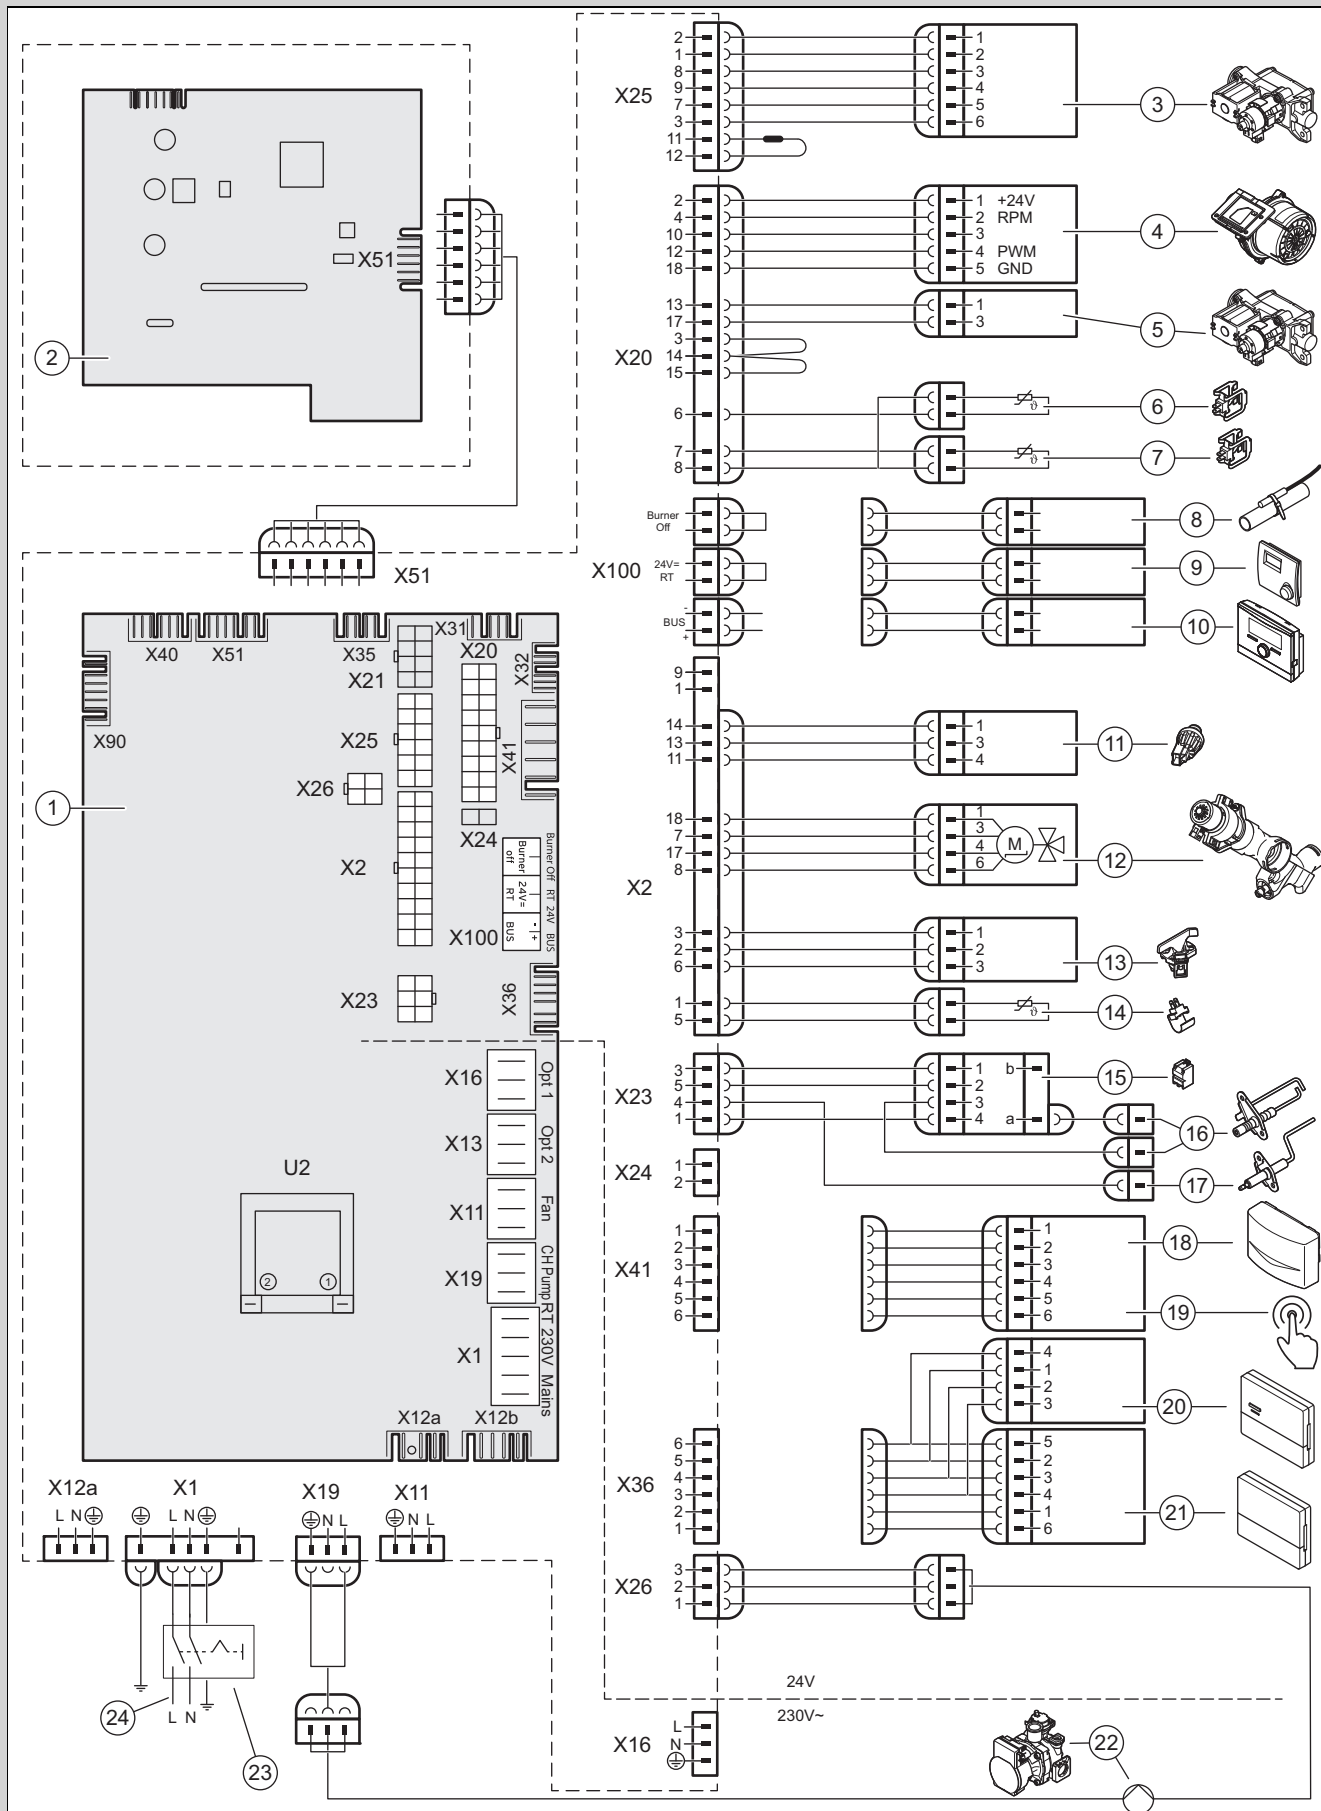 X25
2
1
8
9
7
3
11
12
1
2
3
4
5
6
3
X51
2
X20
2
4
10
12
18
13
17
3
14
15
6
7
8
1 +24V
2 RPM
3
4 PWM
5 GND
4
1
3
5
ϑ
6
ϑ
7
X51
X100
Burner
Off
24V=
RT
-
BUS
+
8
9
10
X40
X51
X35
X31
X20
X32
X21
X90
X25
X41
X26
X24
X2
Burner
off
24V=
RT
BUS
- +
Burner Off RT 24V BUS
X100
X23
X36
1
X16
Opt 1
X13
Opt 2
X11
Fan
X19
CH Pump
X1
RT 230V Mains
U2
2
1
X12a
X12b
X2
9
1
14
13
11
18
7
17
8
3
2
6
1
5
1
3
4
11
1
3
4
6
M
12
1
2
3
13
ϑ
14
X23
3
5
4
1
1
2
3
4
b
a
15
16
17
X24
1
2
X41
1
2
3
4
5
6
1
2
3
4
5
6
18
19
4
1
2
3
20
X36
6
5
4
3
2
1
5
2
3
4
1
6
21
X26
3
2
1
X12a
L N
X1
L N
X19
N L
X11
N L
24
L N
23
24V
230V~
X16
L
N
22